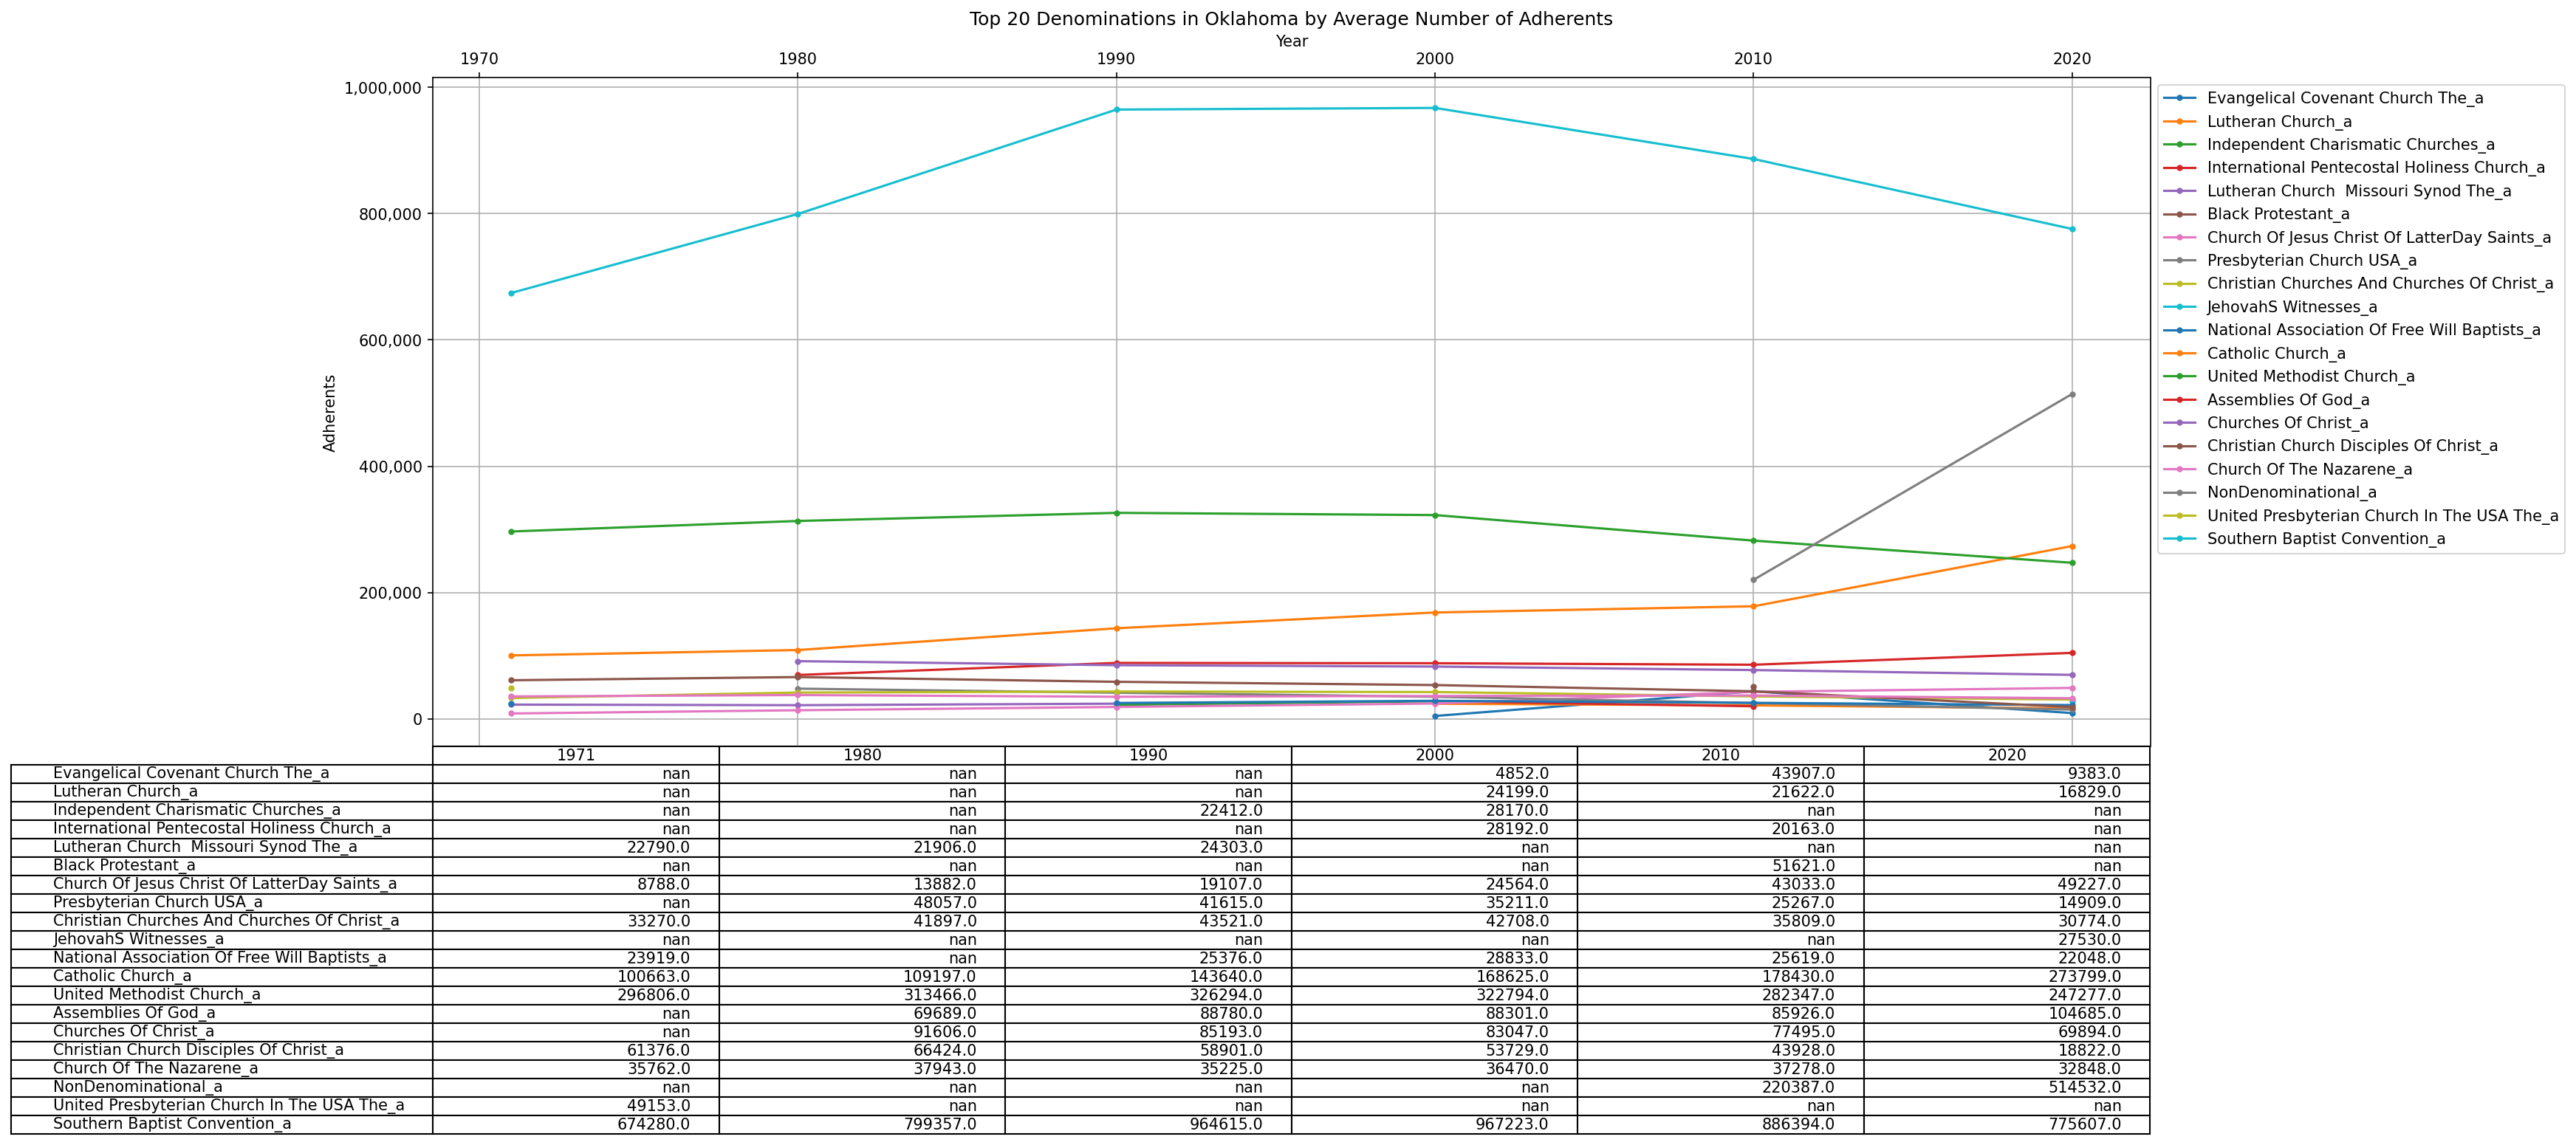 Top 20 Denominations in Oklahoma by Average Number of Adherents
Year
1970 1980 1990 2000 2010 2020
1,000,000
800,000
600,000
400,000
200,000
0
Adherents
Evangelical Covenant Church The_a
Lutheran Church_a
Independent Charismatic Churches_a
International Pentecostal Holiness Church_a
Lutheran Church  Missouri Synod The_a
Black Protestant_a
Church Of Jesus Christ Of LatterDay Saints_a
Presbyterian Church USA_a
Christian Churches And Churches Of Christ_a
JehovahS Witnesses_a
National Association Of Free Will Baptists_a
Catholic Church_a
United Methodist Church_a
Assemblies Of God_a
Churches Of Christ_a
Christian Church Disciples Of Christ_a
Church Of The Nazarene_a
NonDenominational_a
United Presbyterian Church In The USA The_a
Southern Baptist Convention_a
1971 1980 1990 2000 2010 2020
Evangelical Covenant Church The_a nan nan nan 4852.0 43907.0 9383.0
Lutheran Church_a nan nan nan 24199.0 21622.0 16829.0
Independent Charismatic Churches_a nan nan 22412.0 28170.0 nan nan
International Pentecostal Holiness Church_a nan nan nan 28192.0 20163.0 nan
Lutheran Church  Missouri Synod The_a 22790.0 21906.0 24303.0 nan nan nan
Black Protestant_a nan nan nan nan 51621.0 nan
Church Of Jesus Christ Of LatterDay Saints_a 8788.0 13882.0 19107.0 24564.0 43033.0 49227.0
Presbyterian Church USA_a nan 48057.0 41615.0 35211.0 25267.0 14909.0
Christian Churches And Churches Of Christ_a 33270.0 41897.0 43521.0 42708.0 35809.0 30774.0
JehovahS Witnesses_a nan nan nan nan nan 27530.0
National Association Of Free Will Baptists_a 23919.0 nan 25376.0 28833.0 25619.0 22048.0
Catholic Church_a 100663.0 109197.0 143640.0 168625.0 178430.0 273799.0
United Methodist Church_a 296806.0 313466.0 326294.0 322794.0 282347.0 247277.0
Assemblies Of God_a nan 69689.0 88780.0 88301.0 85926.0 104685.0
Churches Of Christ_a nan 91606.0 85193.0 83047.0 77495.0 69894.0
Christian Church Disciples Of Christ_a 61376.0 66424.0 58901.0 53729.0 43928.0 18822.0
Church Of The Nazarene_a 35762.0 37943.0 35225.0 36470.0 37278.0 32848.0
NonDenominational_a nan nan nan nan 220387.0 514532.0
United Presbyterian Church In The USA The_a 49153.0 nan nan nan nan nan
Southern Baptist Convention_a 674280.0 799357.0 964615.0 967223.0 886394.0 775607.0